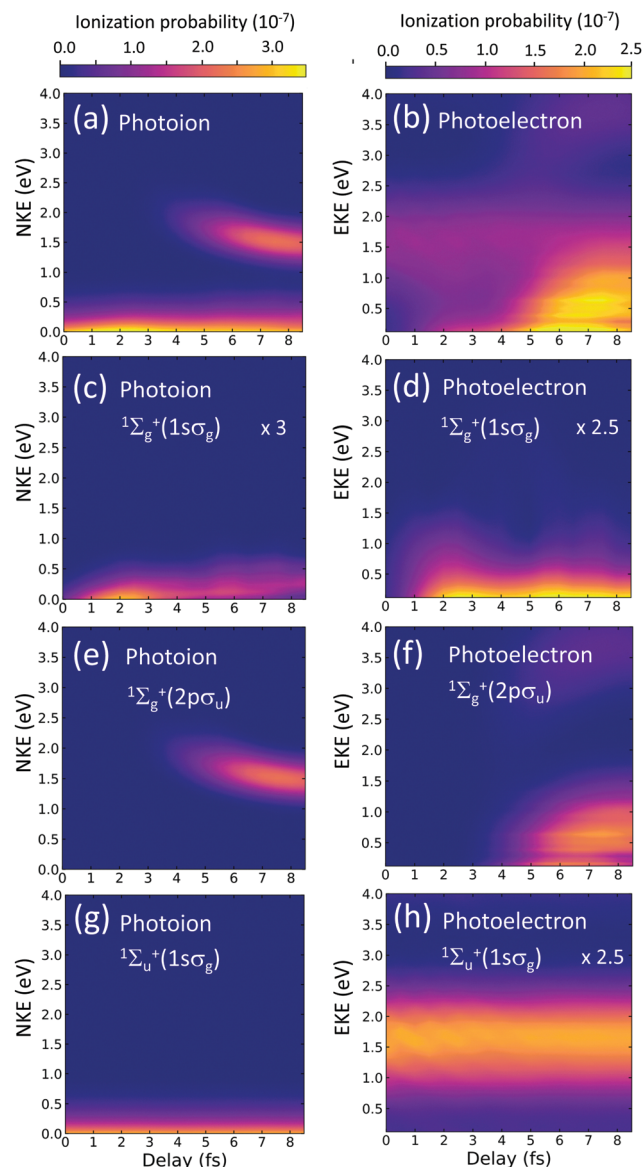 Ionization probability (10⁻⁷)
0.0 1.0 2.0 3.0
Ionization probability (10⁻⁷)
0.0 0.5 1.0 1.5 2.0 2.5
(a) Photoion
NKE (eV)
4.0
3.5
3.0
2.5
2.0
1.5
1.0
0.5
0.0
0 1 2 3 4 5 6 7 8
(b) Photoelectron
EKE (eV)
4.0
3.5
3.0
2.5
2.0
1.5
1.0
0.5
0 1 2 3 4 5 6 7 8
(c) Photoion
¹Σg⁺(1sσg) x 3
NKE (eV)
4.0
3.5
3.0
2.5
2.0
1.5
1.0
0.5
0.0
0 1 2 3 4 5 6 7 8
(d) Photoelectron
¹Σg⁺(1sσg) x 2.5
EKE (eV)
4.0
3.5
3.0
2.5
2.0
1.5
1.0
0.5
0 1 2 3 4 5 6 7 8
(e) Photoion
¹Σg⁺(2pσu)
NKE (eV)
4.0
3.5
3.0
2.5
2.0
1.5
1.0
0.5
0.0
0 1 2 3 4 5 6 7 8
(f) Photoelectron
¹Σg⁺(2pσu)
EKE (eV)
4.0
3.5
3.0
2.5
2.0
1.5
1.0
0.5
0 1 2 3 4 5 6 7 8
(g) Photoion
¹Σu⁺(1sσg)
NKE (eV)
4.0
3.5
3.0
2.5
2.0
1.5
1.0
0.5
0.0
0 1 2 3 4 5 6 7 8
Delay (fs)
(h) Photoelectron
¹Σu⁺(1sσg) x 2.5
EKE (eV)
4.0
3.5
3.0
2.5
2.0
1.5
1.0
0.5
0 1 2 3 4 5 6 7 8
Delay (fs)